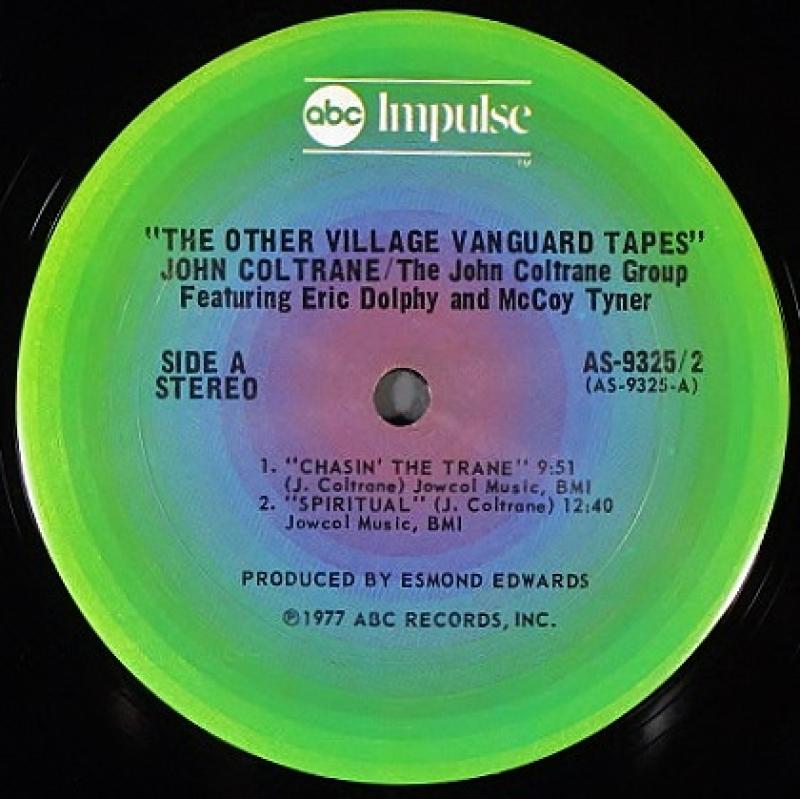 abc Impulse
TM
"THE OTHER VILLAGE VANGUARD TAPES"
JOHN COLTRANE/The John Coltrane Group
Featuring Eric Dolphy and McCoy Tyner
SIDE A
STEREO
AS-9325/2
(AS-9325-A)
1. "CHASIN' THE TRANE" 9:51
(J. Coltrane) Jowcol Music, BMI
2. "SPIRITUAL" (J. Coltrane) 12:40
Jowcol Music, BMI
PRODUCED BY ESMOND EDWARDS
℗1977 ABC RECORDS, INC.